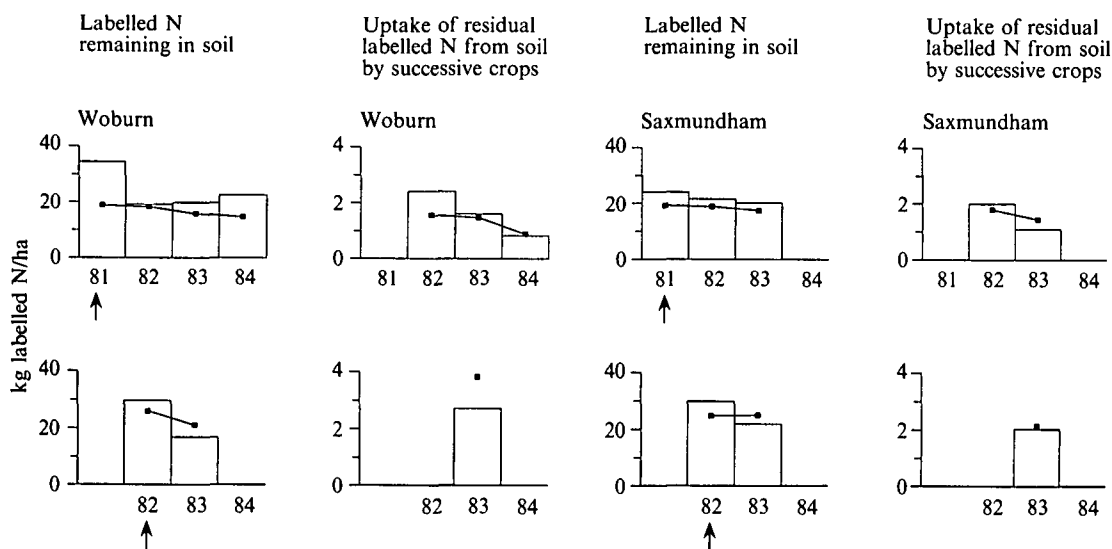 Labelled N
remaining in soil
Uptake of residual
labelled N from soil
by successive crops
Labelled N
remaining in soil
Uptake of residual
labelled N from soil
by successive crops
Woburn
Woburn
Saxmundham
Saxmundham
kg labelled N/ha
40
20
0
81 82 83 84
4
2
0
81 82 83 84
40
20
0
81 82 83 84
4
2
0
81 82 83 84
40
20
0
82 83 84
4
2
0
82 83 84
40
20
0
82 83 84
4
2
0
82 83 84